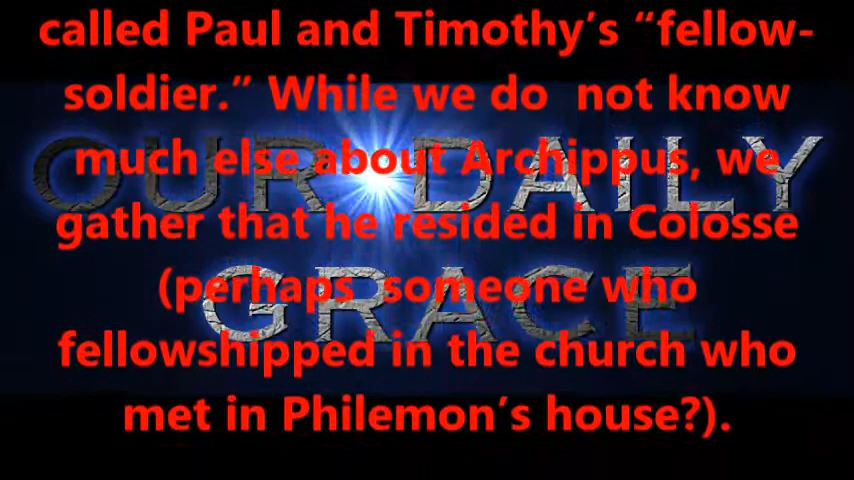 called Paul and Timothy’s “fellow-
soldier.” While we do  not know
much else about Archippus, we
gather that he resided in Colosse
(perhaps  someone who
fellowshipped in the church who
met in Philemon’s house?).
OUR DAILY
GRACE